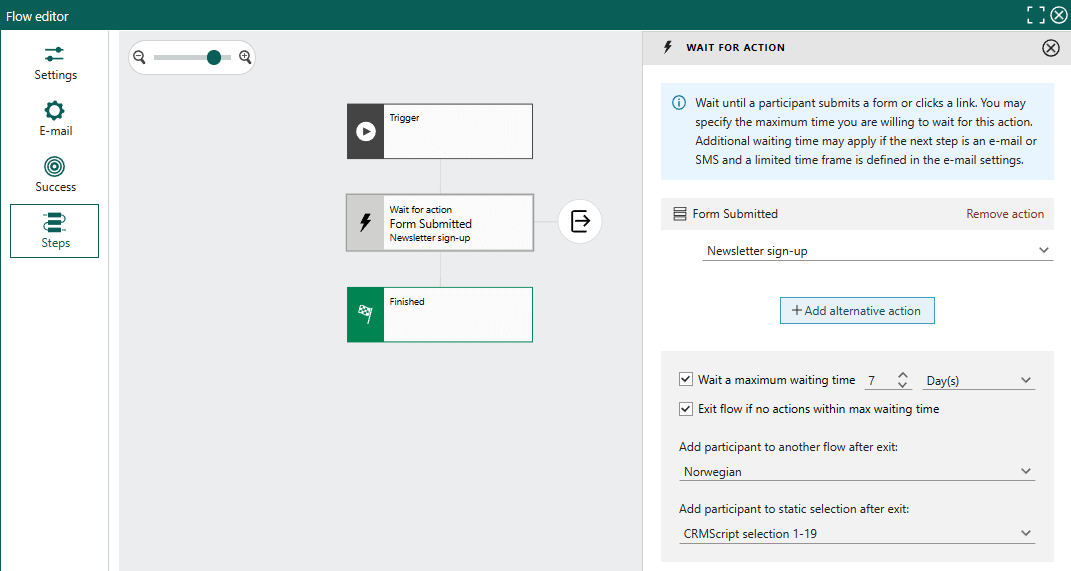 Flow editor
Settings
E-mail
Success
Steps
Trigger
Wait for action
Form Submitted
Newsletter sign-up
Finished
WAIT FOR ACTION
Wait until a participant submits a form or clicks a link. You may
specify the maximum time you are willing to wait for this action.
Additional waiting time may apply if the next step is an e-mail or
SMS and a limited time frame is defined in the e-mail settings.
Form Submitted Remove action
Newsletter sign-up
+ Add alternative action
Wait a maximum waiting time 7 Day(s)
Exit flow if no actions within max waiting time
Add participant to another flow after exit:
Norwegian
Add participant to static selection after exit:
CRMScript selection 1-19